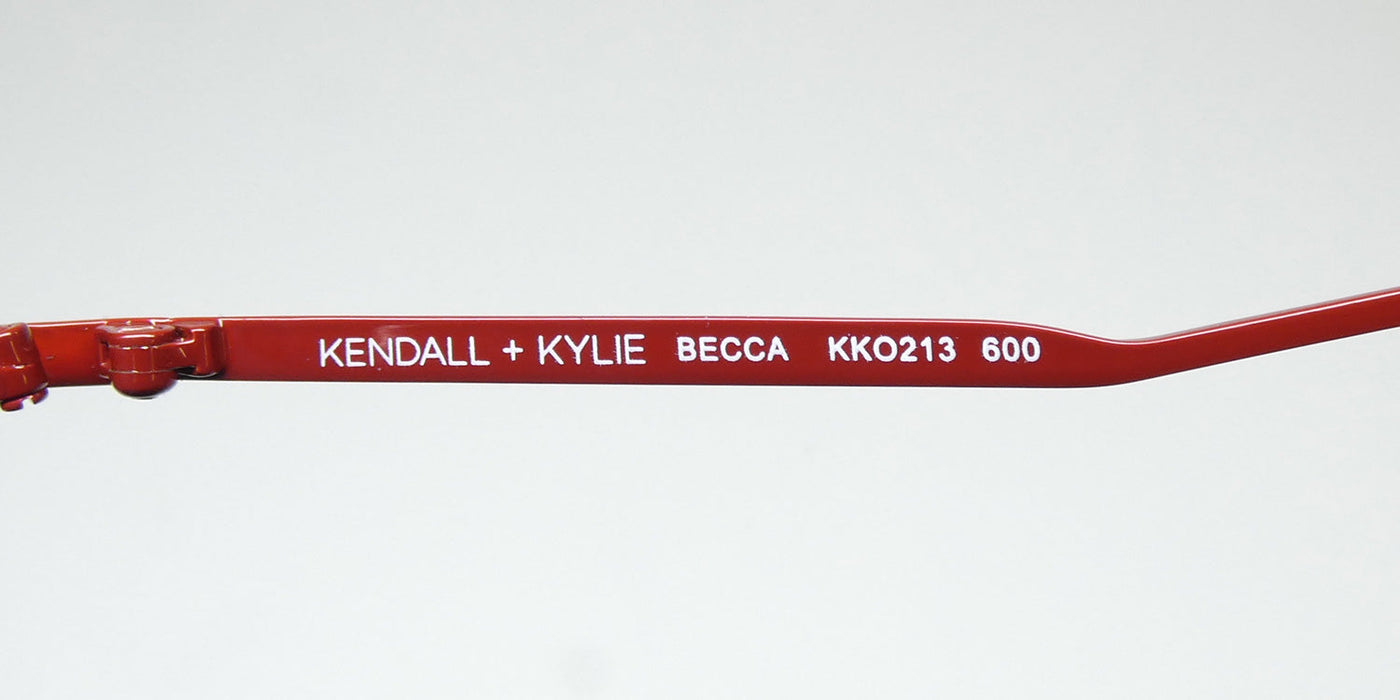 KENDALL + KYLIE BECCA KKO213 600